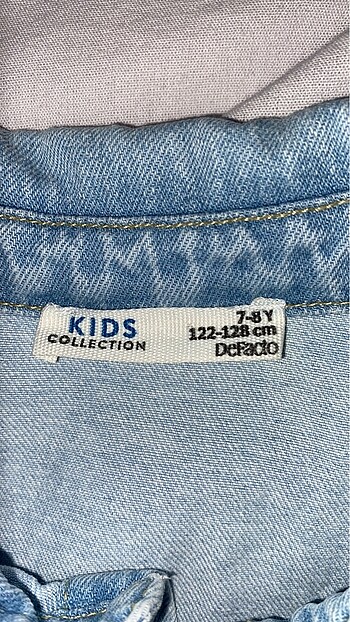 KIDS
COLLECTION
7-8 Y
122-128 cm
DeFacto